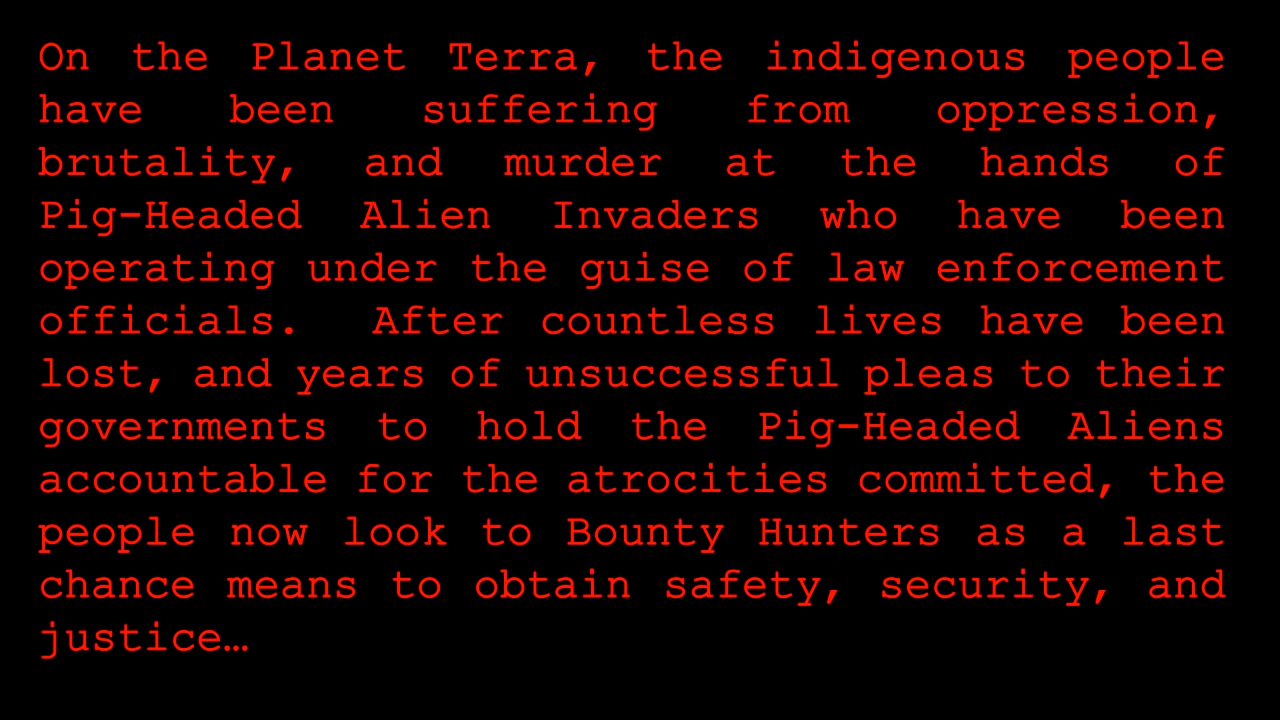 On the Planet Terra, the indigenous people
have been suffering from oppression,
brutality, and murder at the hands of
Pig-Headed Alien Invaders who have been
operating under the guise of law enforcement
officials.  After countless lives have been
lost, and years of unsuccessful pleas to their
governments to hold the Pig-Headed Aliens
accountable for the atrocities committed, the
people now look to Bounty Hunters as a last
chance means to obtain safety, security, and
justice…